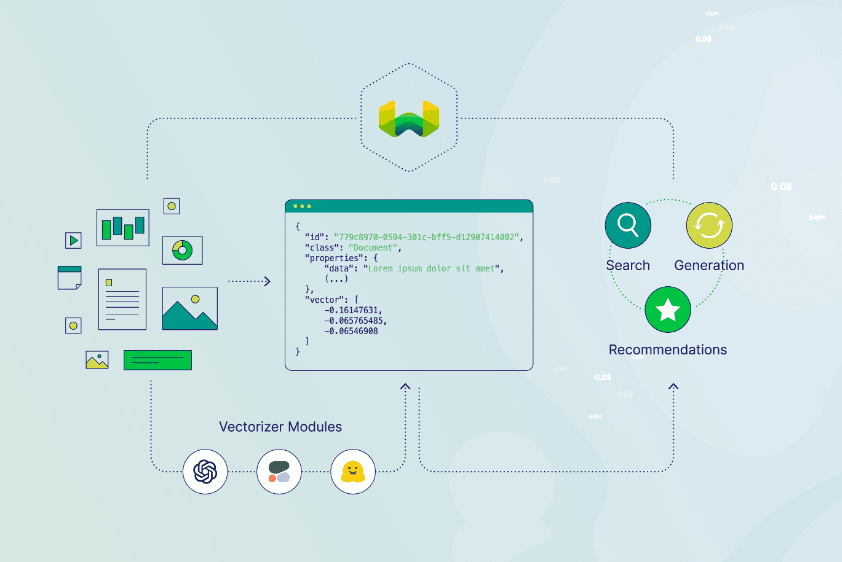 0.08
0.02
0.08
{
"id": "779c8970-0594-301c-bff5-d12907414002",
"class": "Document",
"properties": {
"data": "Lorem ipsum dolor sit amet",
(...)
},
"vector": [
-0.16147631,
-0.065765485,
-0.06546908
]
}
Search
Generation
Recommendations
0.02
Vectorizer Modules